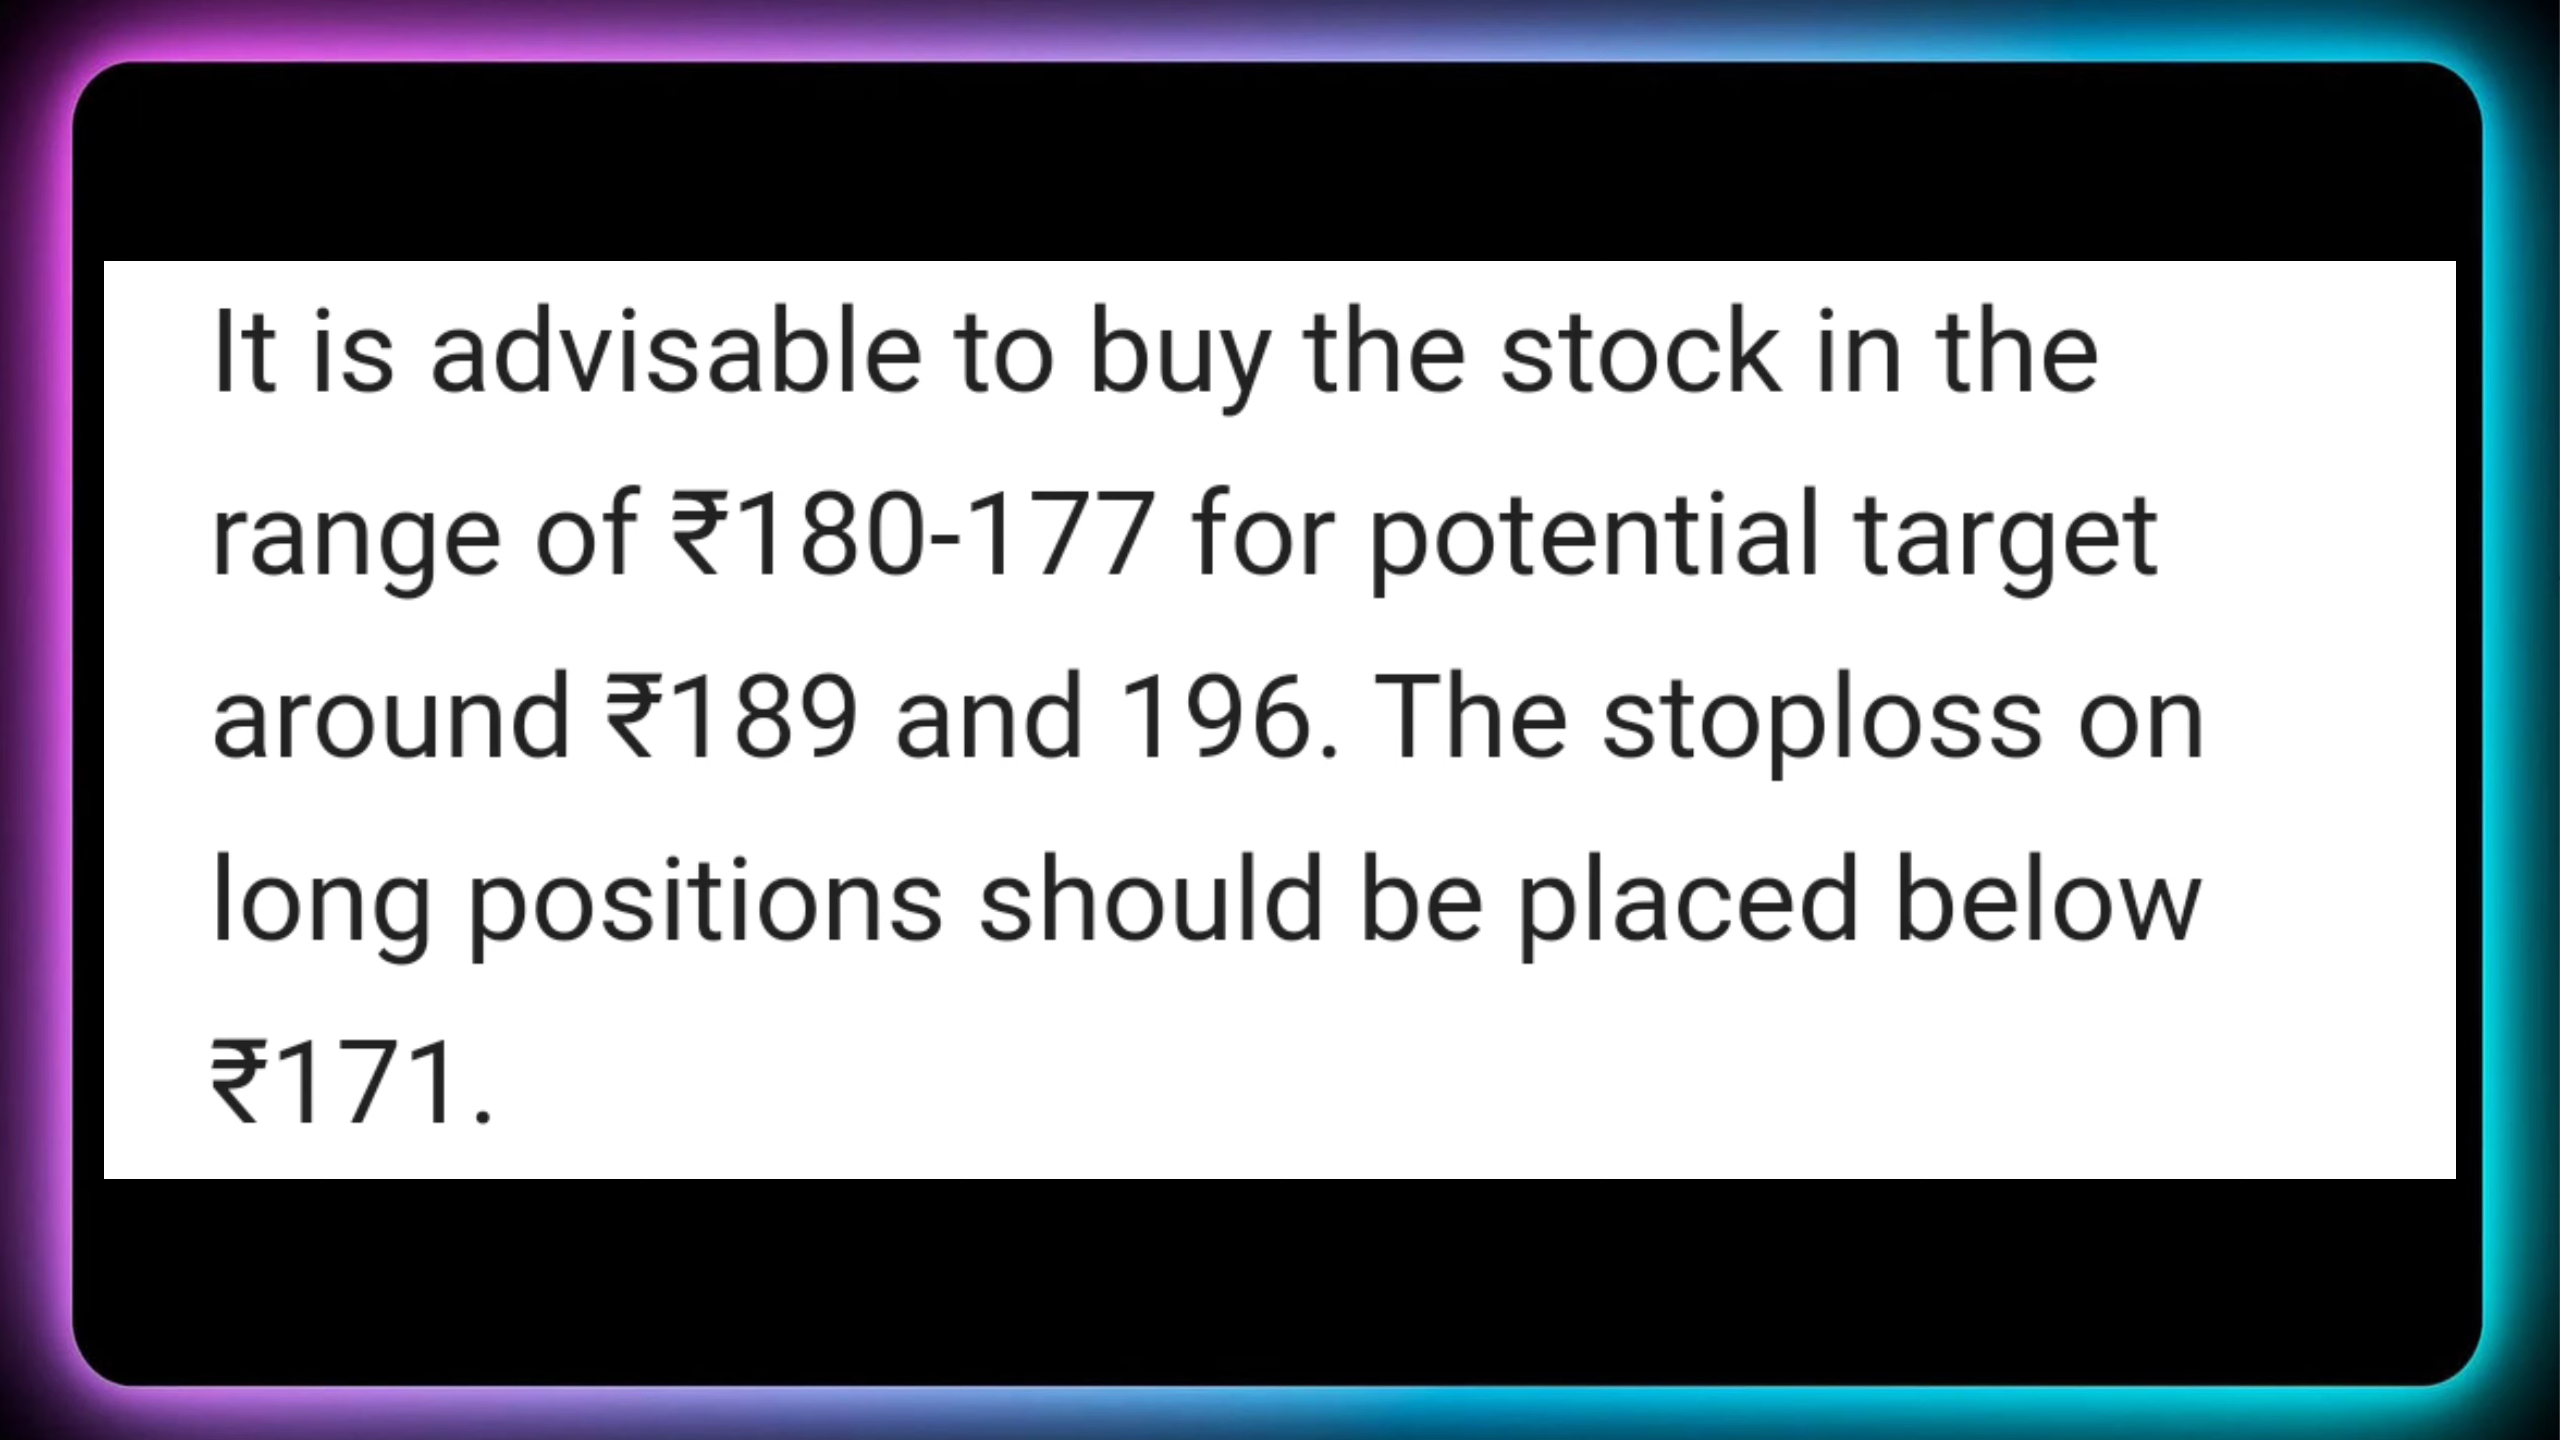 It is advisable to buy the stock in the
range of ₹180-177 for potential target
around ₹189 and 196. The stoploss on
long positions should be placed below
₹171.